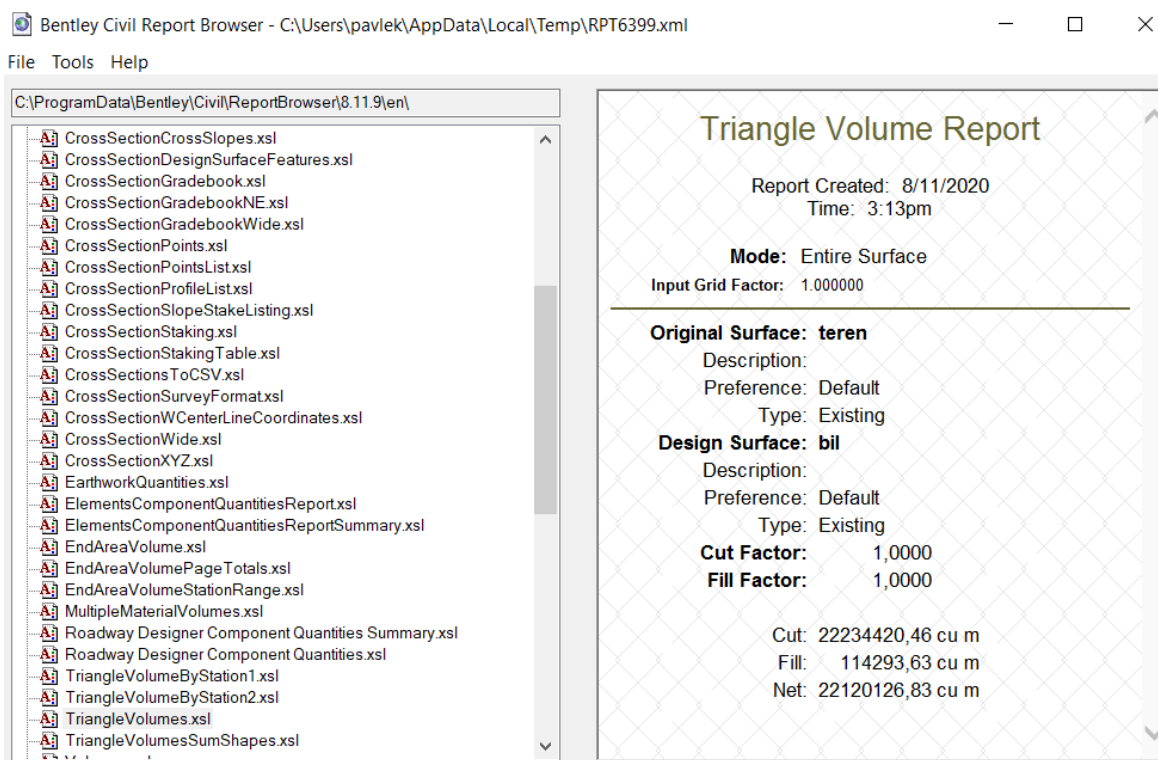 Bentley Civil Report Browser - C:\Users\pavlek\AppData\Local\Temp\RPT6399.xml
File Tools Help
C:\ProgramData\Bentley\Civil\ReportBrowser\8.11.9\en\
CrossSectionCrossSlopes.xsl
CrossSectionDesignSurfaceFeatures.xsl
CrossSectionGradebook.xsl
CrossSectionGradebookNE.xsl
CrossSectionGradebookWide.xsl
CrossSectionPoints.xsl
CrossSectionPointsList.xsl
CrossSectionProfileList.xsl
CrossSectionSlopeStakeListing.xsl
CrossSectionStaking.xsl
CrossSectionStakingTable.xsl
CrossSectionsToCSV.xsl
CrossSectionSurveyFormat.xsl
CrossSectionWCenterLineCoordinates.xsl
CrossSectionWide.xsl
CrossSectionXYZ.xsl
EarthworkQuantities.xsl
ElementsComponentQuantitiesReport.xsl
ElementsComponentQuantitiesReportSummary.xsl
EndAreaVolume.xsl
EndAreaVolumePageTotals.xsl
EndAreaVolumeStationRange.xsl
MultipleMaterialVolumes.xsl
Roadway Designer Component Quantities Summary.xsl
Roadway Designer Component Quantities.xsl
TriangleVolumeByStation1.xsl
TriangleVolumeByStation2.xsl
TriangleVolumes.xsl
TriangleVolumesSumShapes.xsl
Triangle Volume Report
Report Created: 8/11/2020
Time: 3:13pm
Mode: Entire Surface
Input Grid Factor: 1.000000
Original Surface: teren
Description:
Preference: Default
Type: Existing
Design Surface: bil
Description:
Preference: Default
Type: Existing
Cut Factor: 1,0000
Fill Factor: 1,0000
Cut: 22234420,46 cu m
Fill: 114293,63 cu m
Net: 22120126,83 cu m